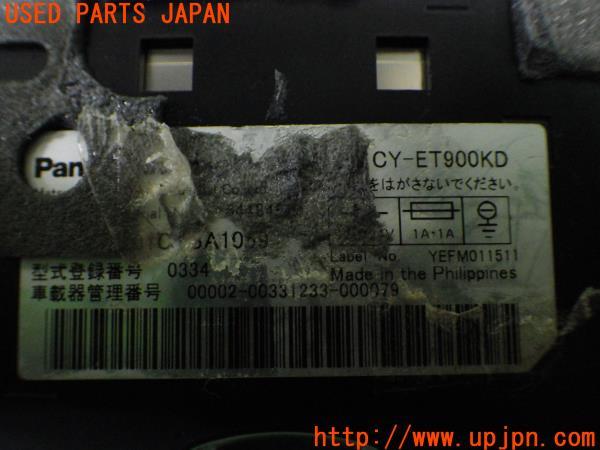 USED PARTS JAPAN
Pan
CY-ET900KD
をはがさないでください。
1A+1A
A1059
Label No. YEFM011511
型式登録番号 0334
Made in the Philippines
車載器管理番号 00002-00331233-000079
http://www.upjpn.com